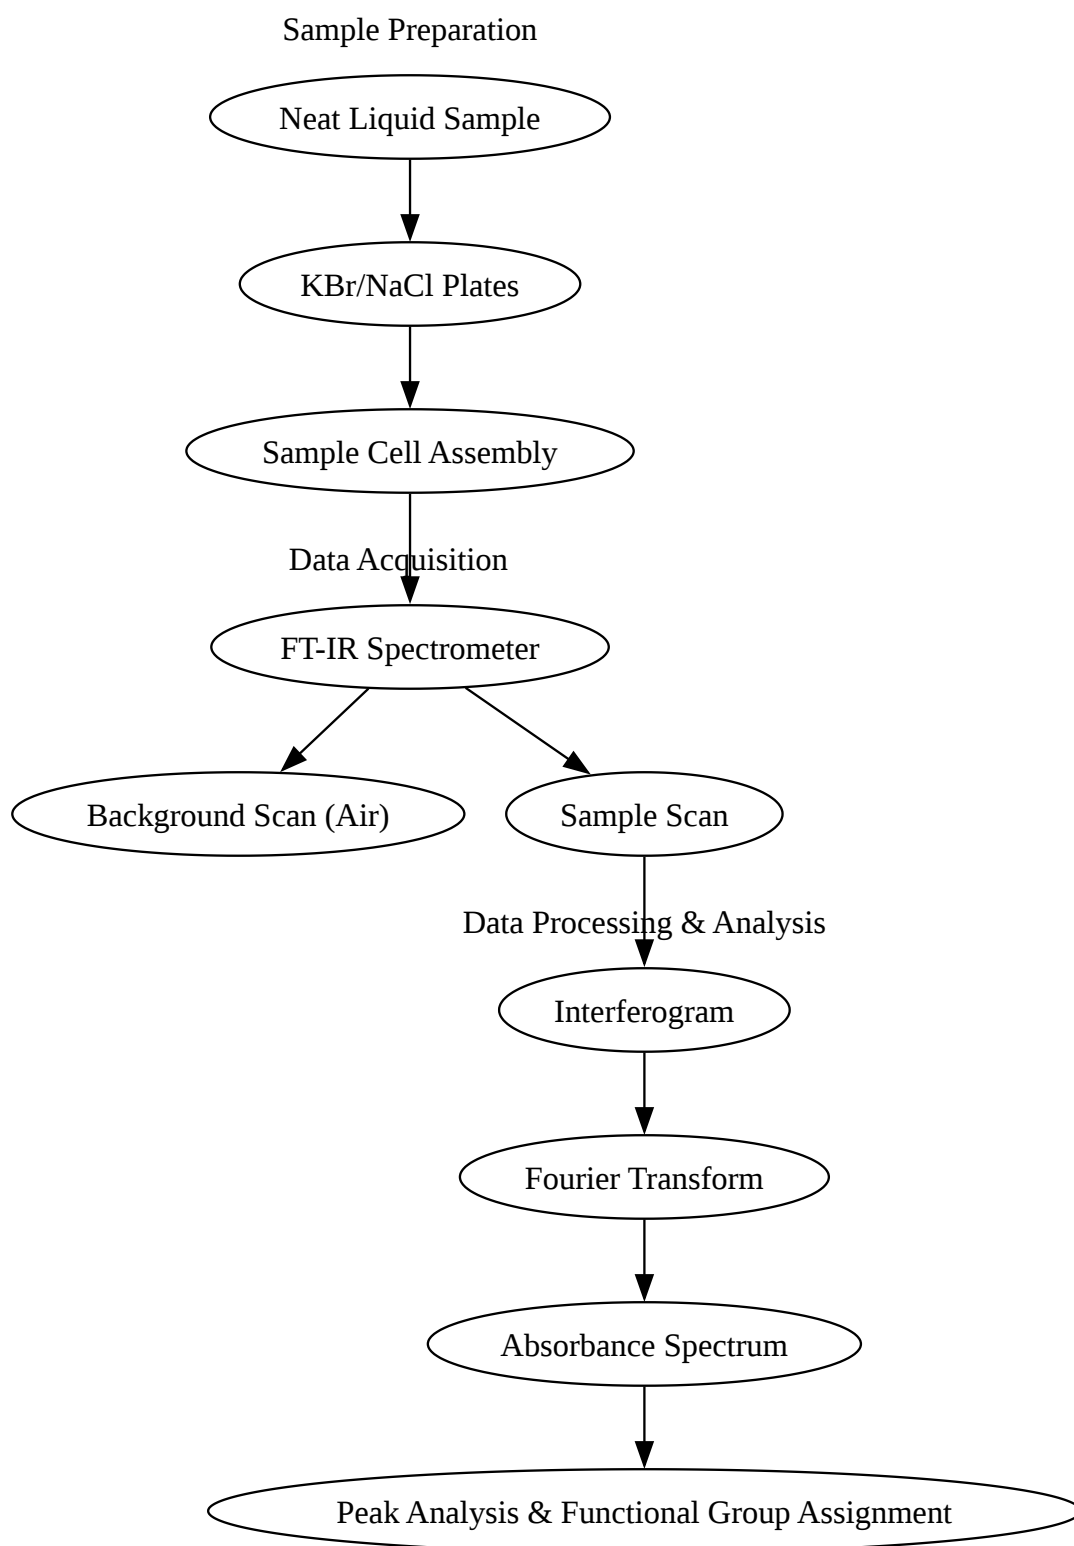 Sample Preparation
Neat Liquid Sample
KBr/NaCl Plates
Sample Cell Assembly
Data Acquisition
FT-IR Spectrometer
Background Scan (Air)
Sample Scan
Data Processing & Analysis
Interferogram
Fourier Transform
Absorbance Spectrum
Peak Analysis & Functional Group Assignment